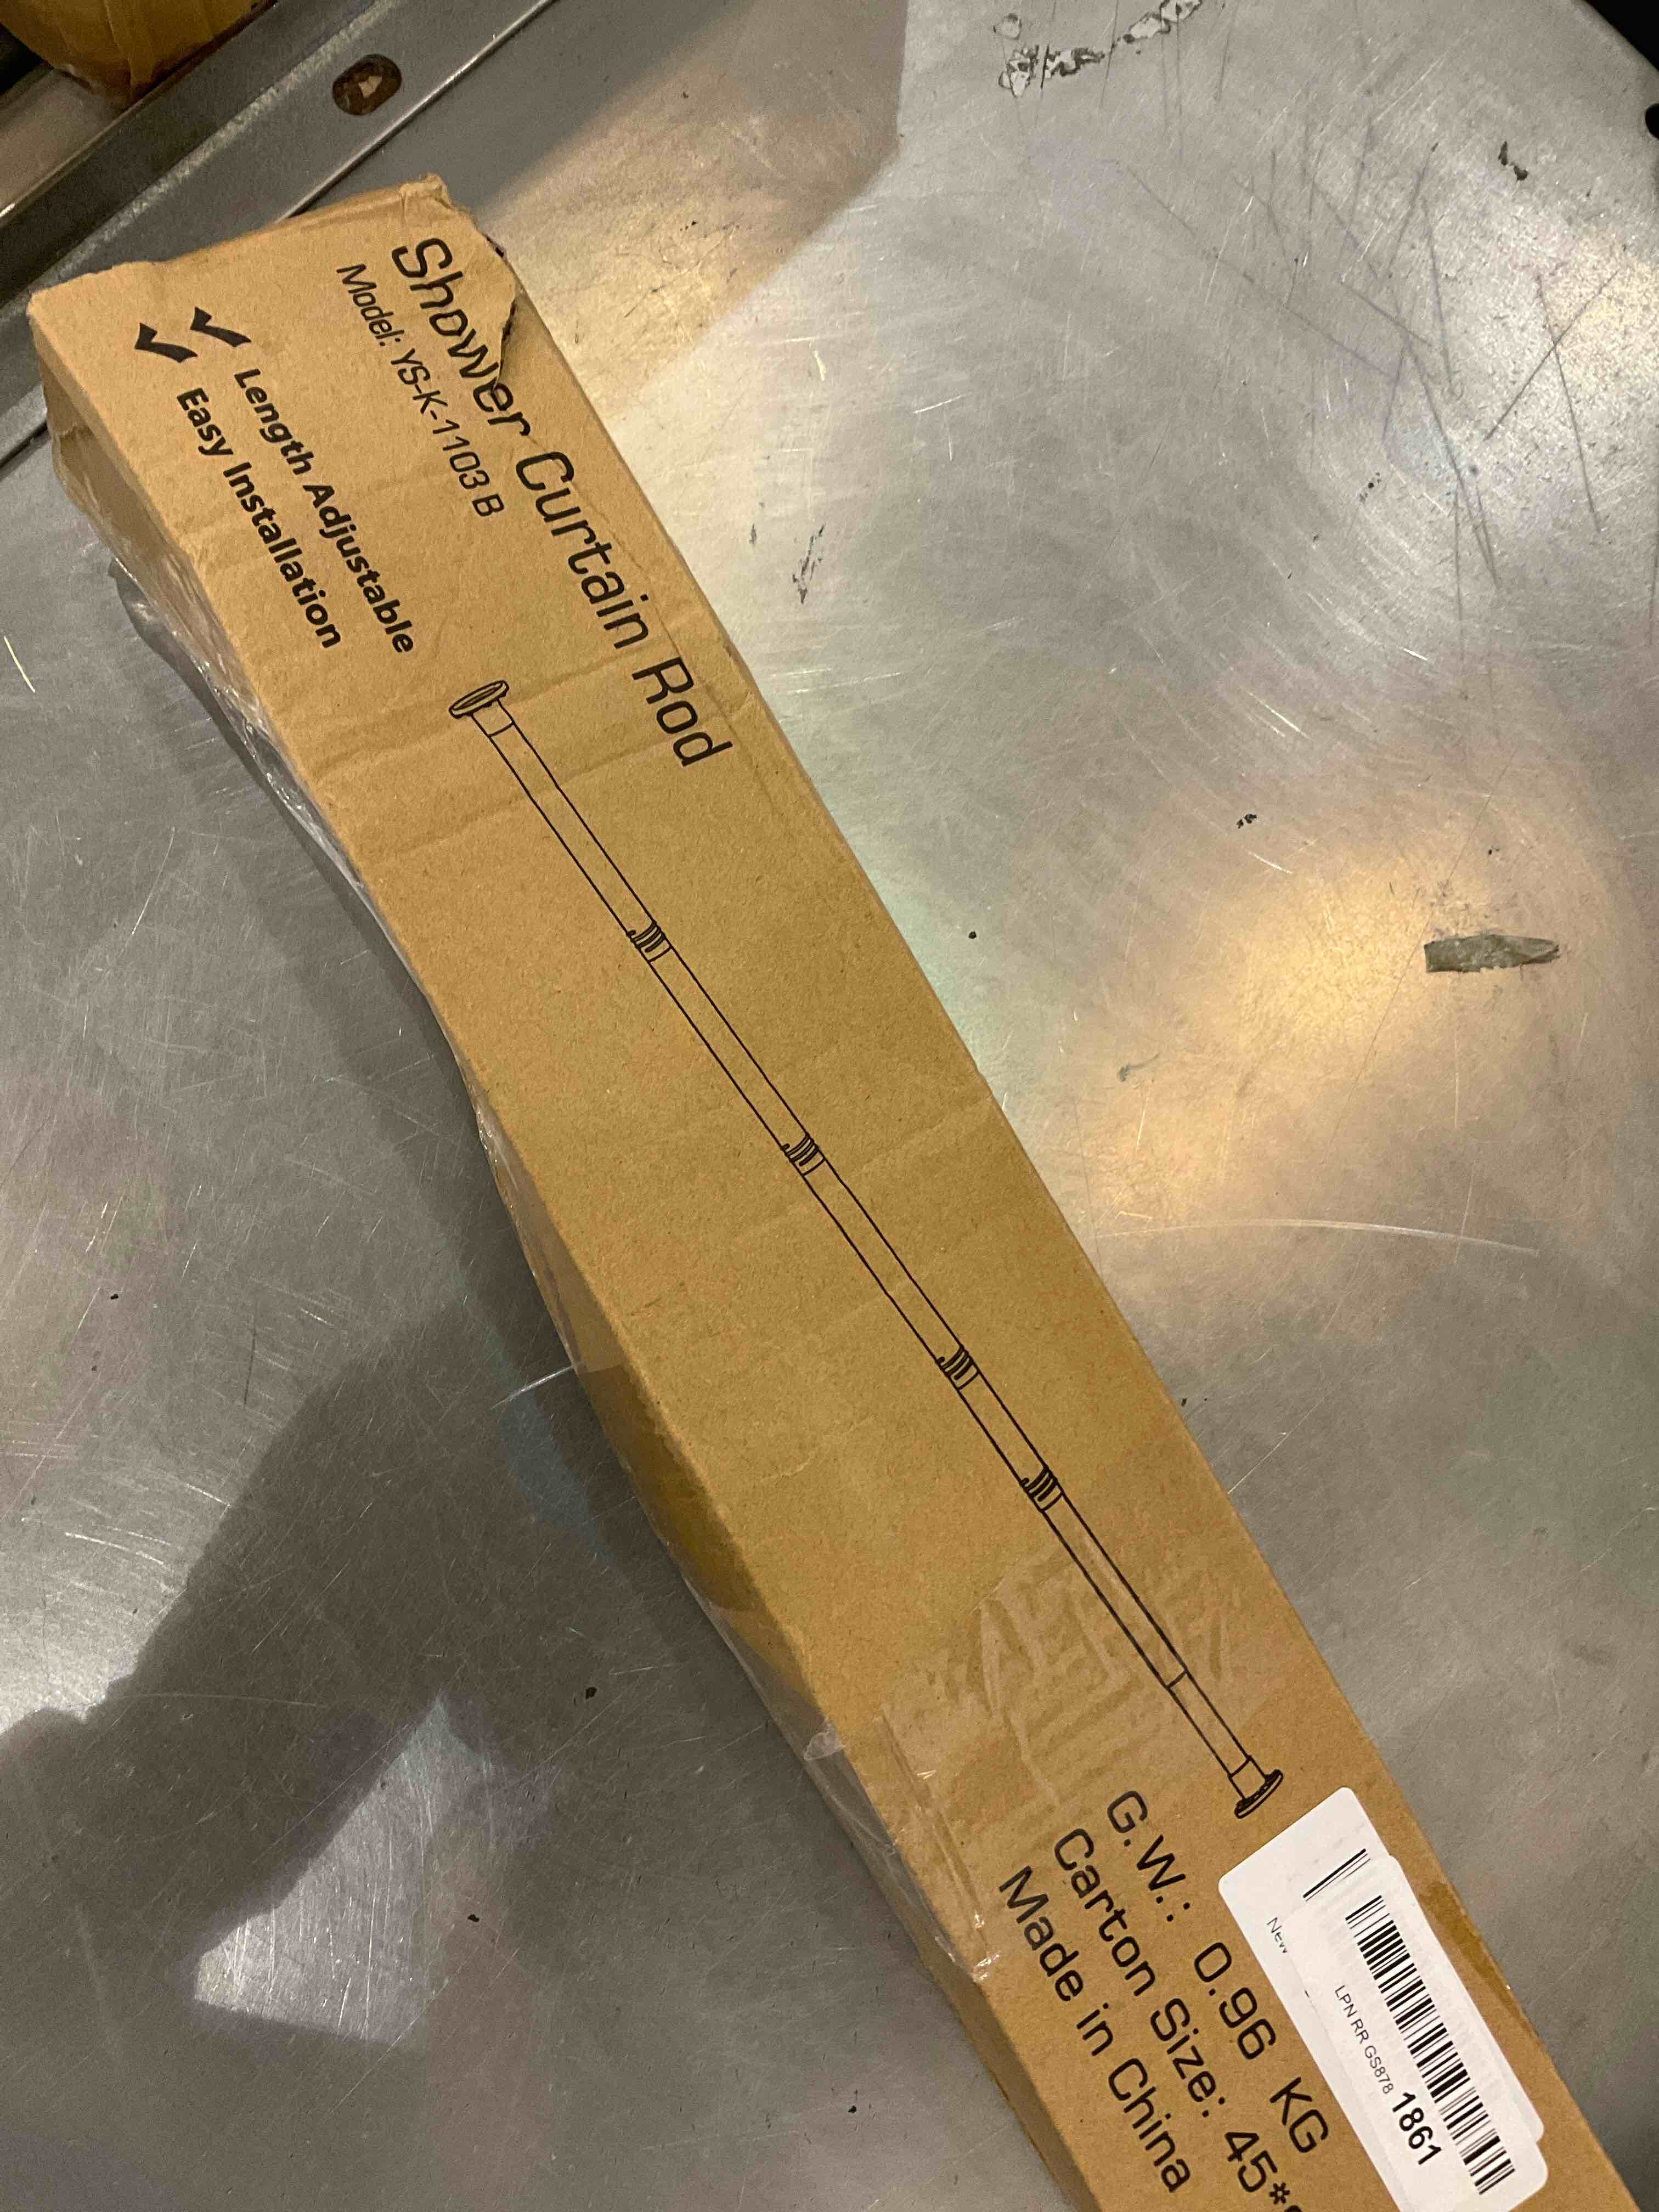 Shower Curtain Rod
Model: YS-K-1103 B
Length Adjustable
Easy Installation
G.W.: 0.96 KG
Carton Size: 45*
Made in China
New
LPN RR GS878 1861